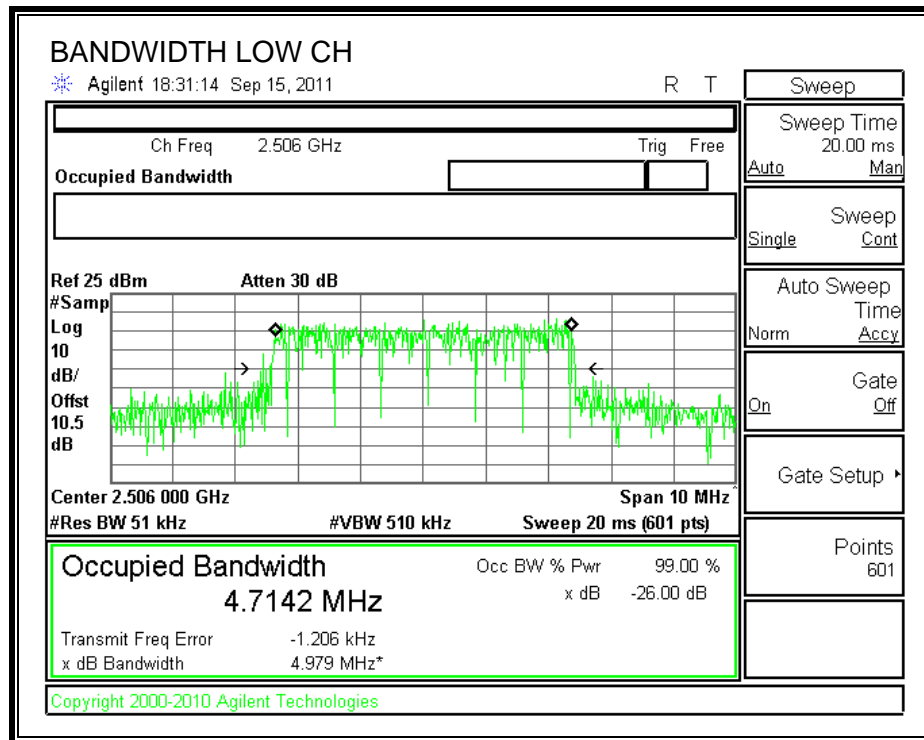 BANDWIDTH LOW CH
Agilent 18:31:14 Sep 15, 2011 R T
Ch Freq 2.506 GHz Trig Free
Occupied Bandwidth
Ref 25 dBm Atten 30 dB
#Samp
Log
10
dB/
Offst
10.5
dB
Center 2.506 000 GHz Span 10 MHz^
#Res BW 51 kHz #VBW 510 kHz Sweep 20 ms (601 pts)
Occupied Bandwidth Occ BW % Pwr 99.00 %
4.7142 MHz x dB -26.00 dB
Transmit Freq Error -1.206 kHz
x dB Bandwidth 4.979 MHz*
Copyright 2000-2010 Agilent Technologies
Sweep
Sweep Time
20.00 ms
Auto Man
Sweep
Single Cont
Auto Sweep
Time
Norm Accy
Gate
On Off
Gate Setup
Points
601